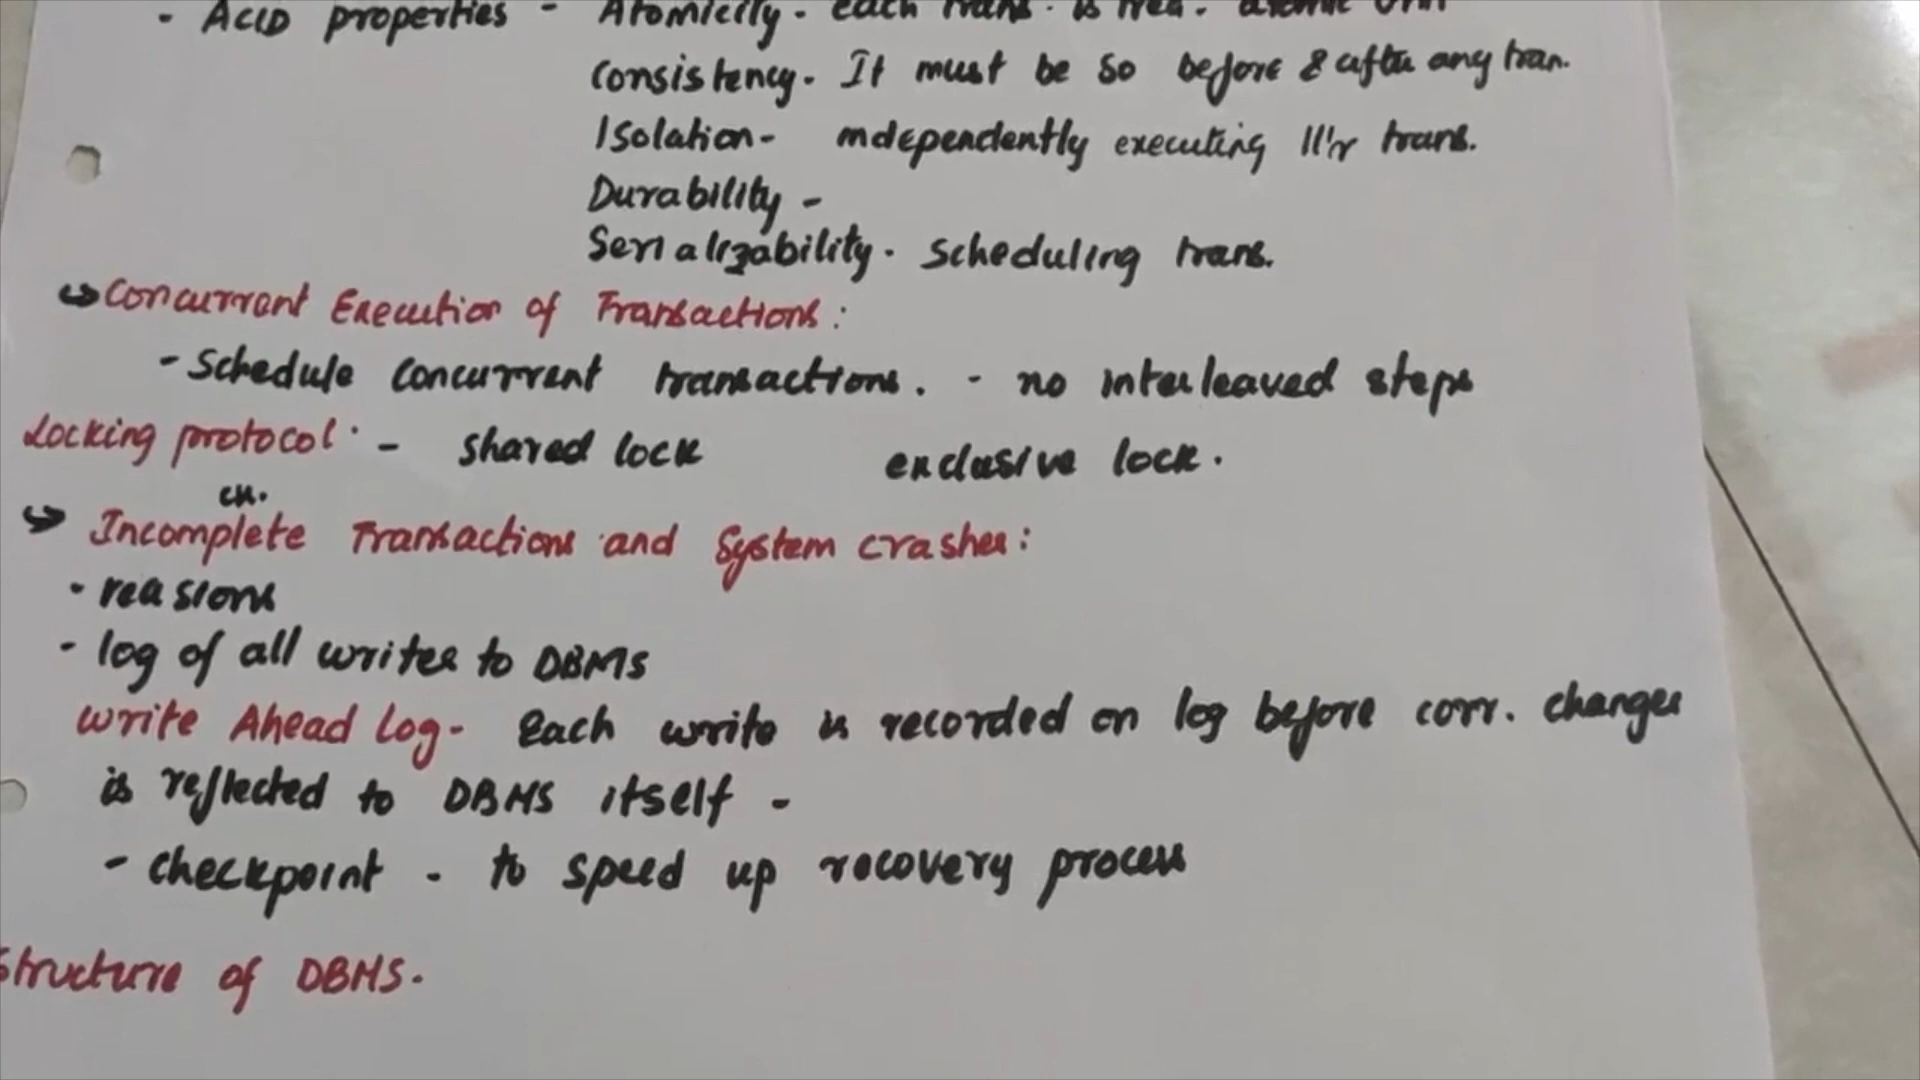 - ACID properties - Atomicity - each trans. is trea. atomic unit
Consistency - It must be so before & after any tran.
Isolation - independently executing ||'r trans.
Durability -
Serializability - scheduling trans.
Concurrent Execution of Transactions:
- Schedule concurrent transactions. - no interleaved steps
Locking protocol - shared lock exclusive lock.
Incomplete Transactions and System crashes:
- reasions
- log of all writes to DBMS
Write Ahead Log - Each write is recorded on log before corr. changes
is reflected to DBMS itself -
- checkpoint - to speed up recovery process
Structure of DBMS.